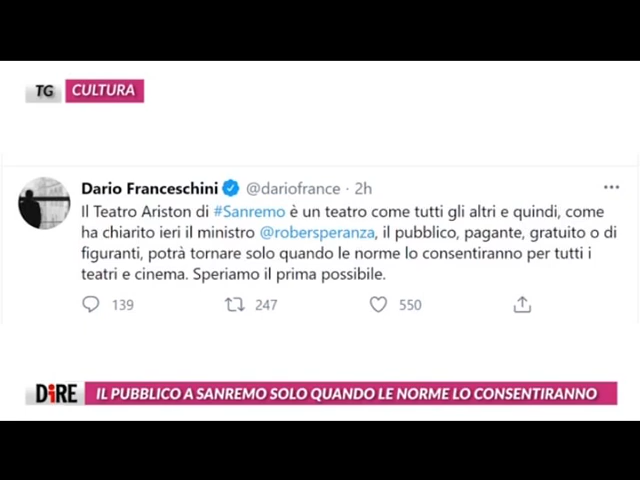 TG CULTURA
Dario Franceschini @dariofrance · 2h
Il Teatro Ariston di #Sanremo è un teatro come tutti gli altri e quindi, come
ha chiarito ieri il ministro @robersperanza, il pubblico, pagante, gratuito o di
figuranti, potrà tornare solo quando le norme lo consentiranno per tutti i
teatri e cinema. Speriamo il prima possibile.
139 247 550
DiRE IL PUBBLICO A SANREMO SOLO QUANDO LE NORME LO CONSENTIRANNO